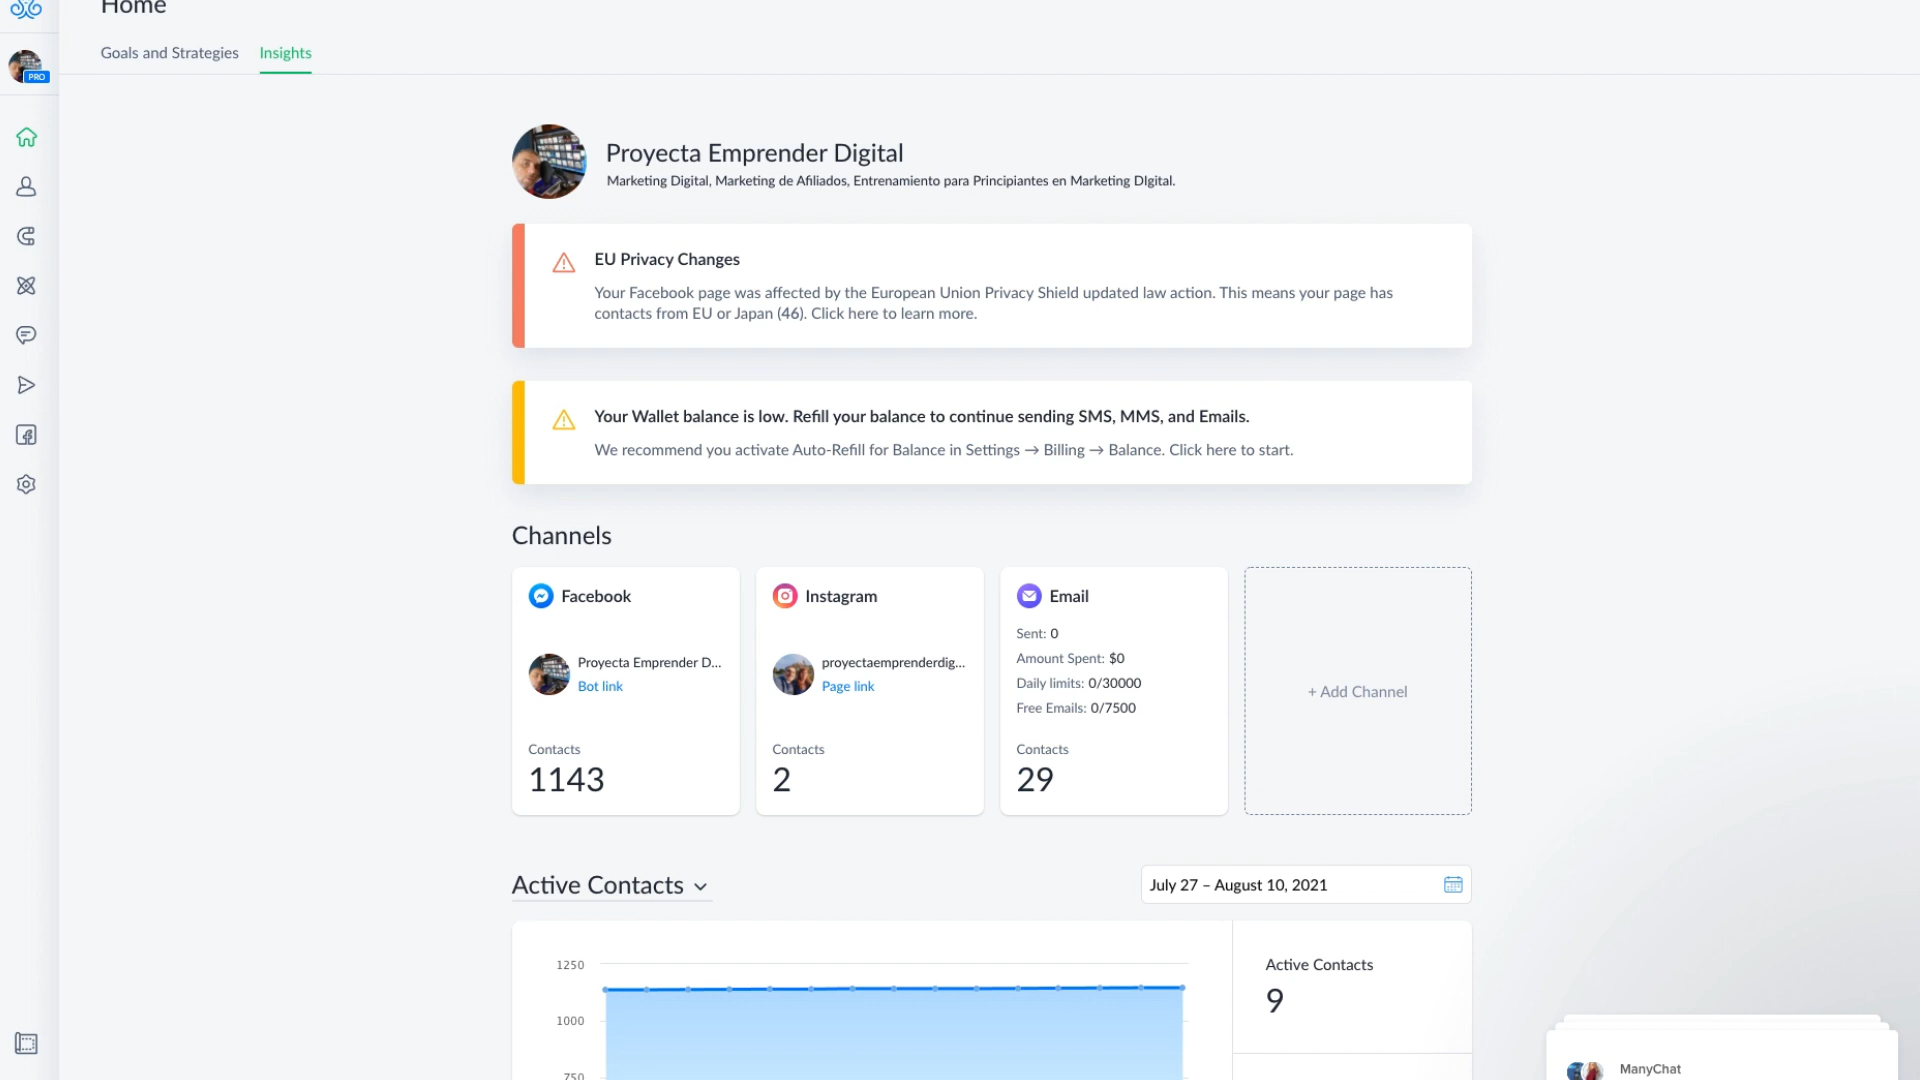 Home
Goals and Strategies
Insights
PRO
Proyecta Emprender Digital
Marketing Digital, Marketing de Afiliados, Entrenamiento para Principiantes en Marketing DIgital.
EU Privacy Changes
Your Facebook page was affected by the European Union Privacy Shield updated law action. This means your page has
contacts from EU or Japan (46). Click here to learn more.
Your Wallet balance is low. Refill your balance to continue sending SMS, MMS, and Emails.
We recommend you activate Auto-Refill for Balance in Settings → Billing → Balance. Click here to start.
Channels
Facebook
Proyecta Emprender D...
Bot link
Contacts
1143
Instagram
proyectaemprenderdig...
Page link
Contacts
2
Email
Sent: 0
Amount Spent: $0
Daily limits: 0/30000
Free Emails: 0/7500
Contacts
29
+ Add Channel
Active Contacts
July 27 – August 10, 2021
1250
1000
750
Active Contacts
9
ManyChat